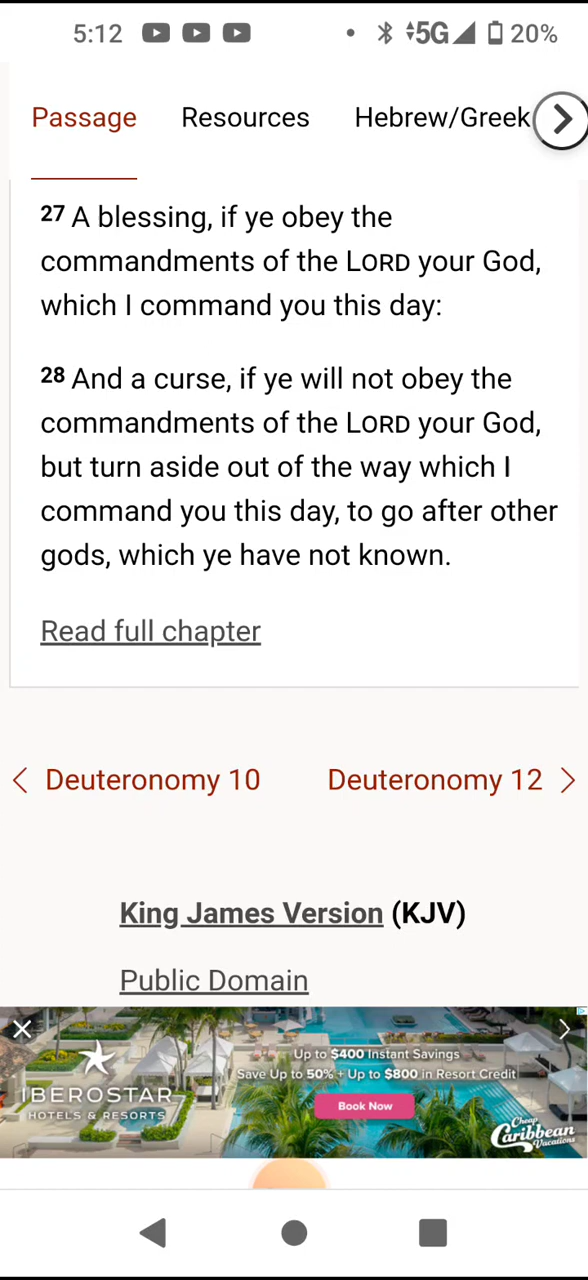 5:12 5G 20%
Passage Resources Hebrew/Greek
27 A blessing, if ye obey the
commandments of the LORD your God,
which I command you this day:
28 And a curse, if ye will not obey the
commandments of the LORD your God,
but turn aside out of the way which I
command you this day, to go after other
gods, which ye have not known.
Read full chapter
Deuteronomy 10 Deuteronomy 12
King James Version (KJV)
Public Domain
Up to $400 Instant Savings
Save Up to 50% + Up to $800 in Resort Credit
IBEROSTAR
HOTELS & RESORTS
Book Now
Cheap
Caribbean
Vacations